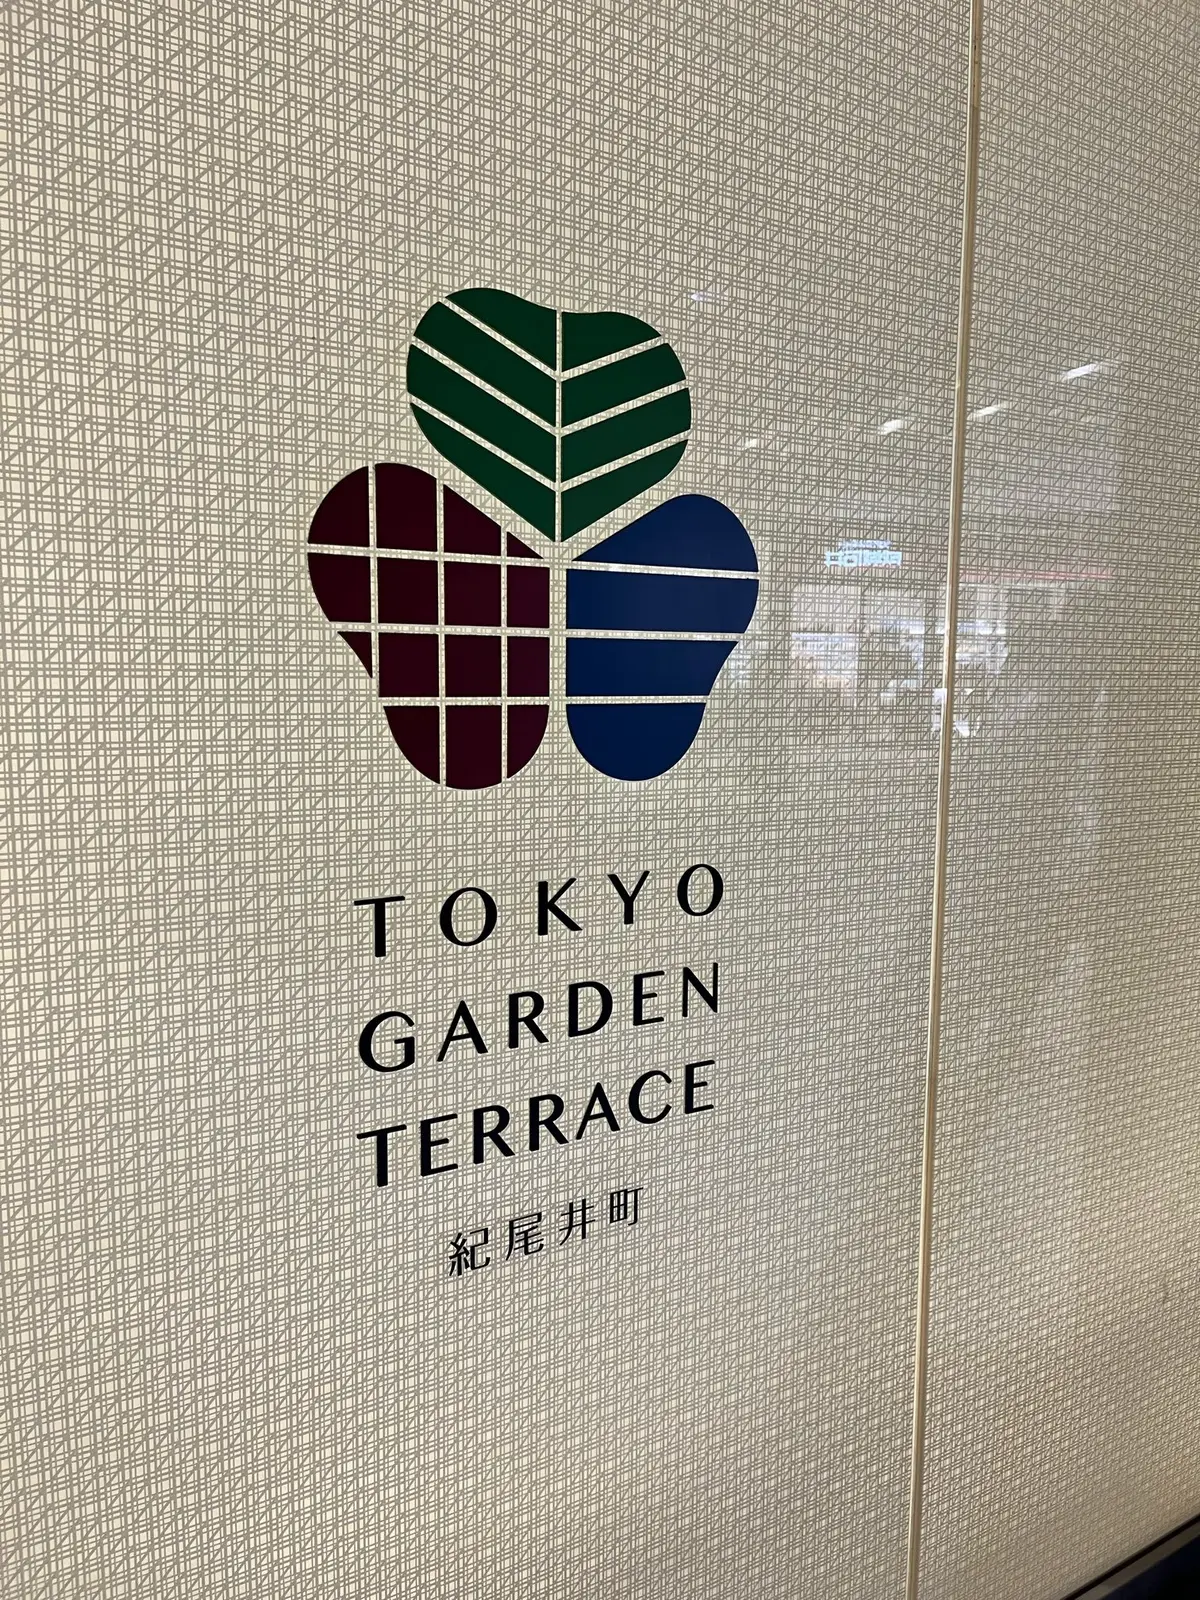 TOKYO
GARDEN
TERRACE
紀尾井町